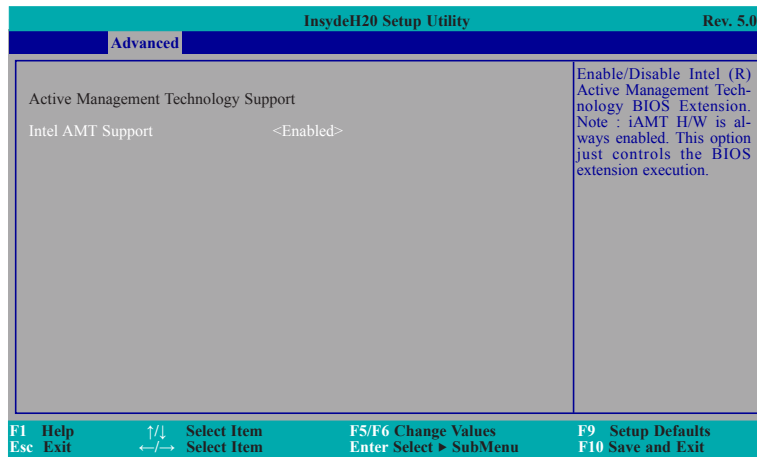 InsydeH20 Setup Utility Rev. 5.0
Advanced
Active Management Technology Support
Intel AMT Support <Enabled>
Enable/Disable Intel (R)
Active Management Tech-
nology BIOS Extension.
Note : iAMT H/W is al-
ways enabled. This option
just controls the BIOS
extension execution.
F1 Help ↑/↓ Select Item F5/F6 Change Values F9 Setup Defaults
Esc Exit ←/→ Select Item Enter Select ► SubMenu F10 Save and Exit